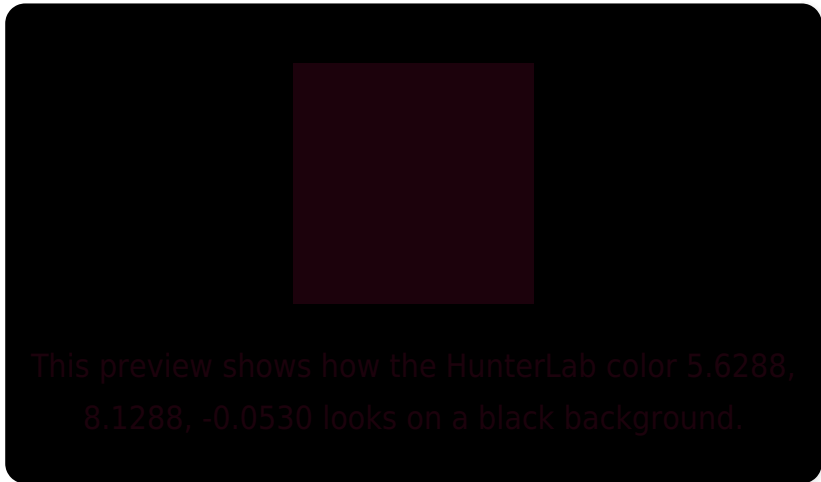 This preview shows how the HunterLab color 5.6288,
8.1288, -0.0530 looks on a black background.